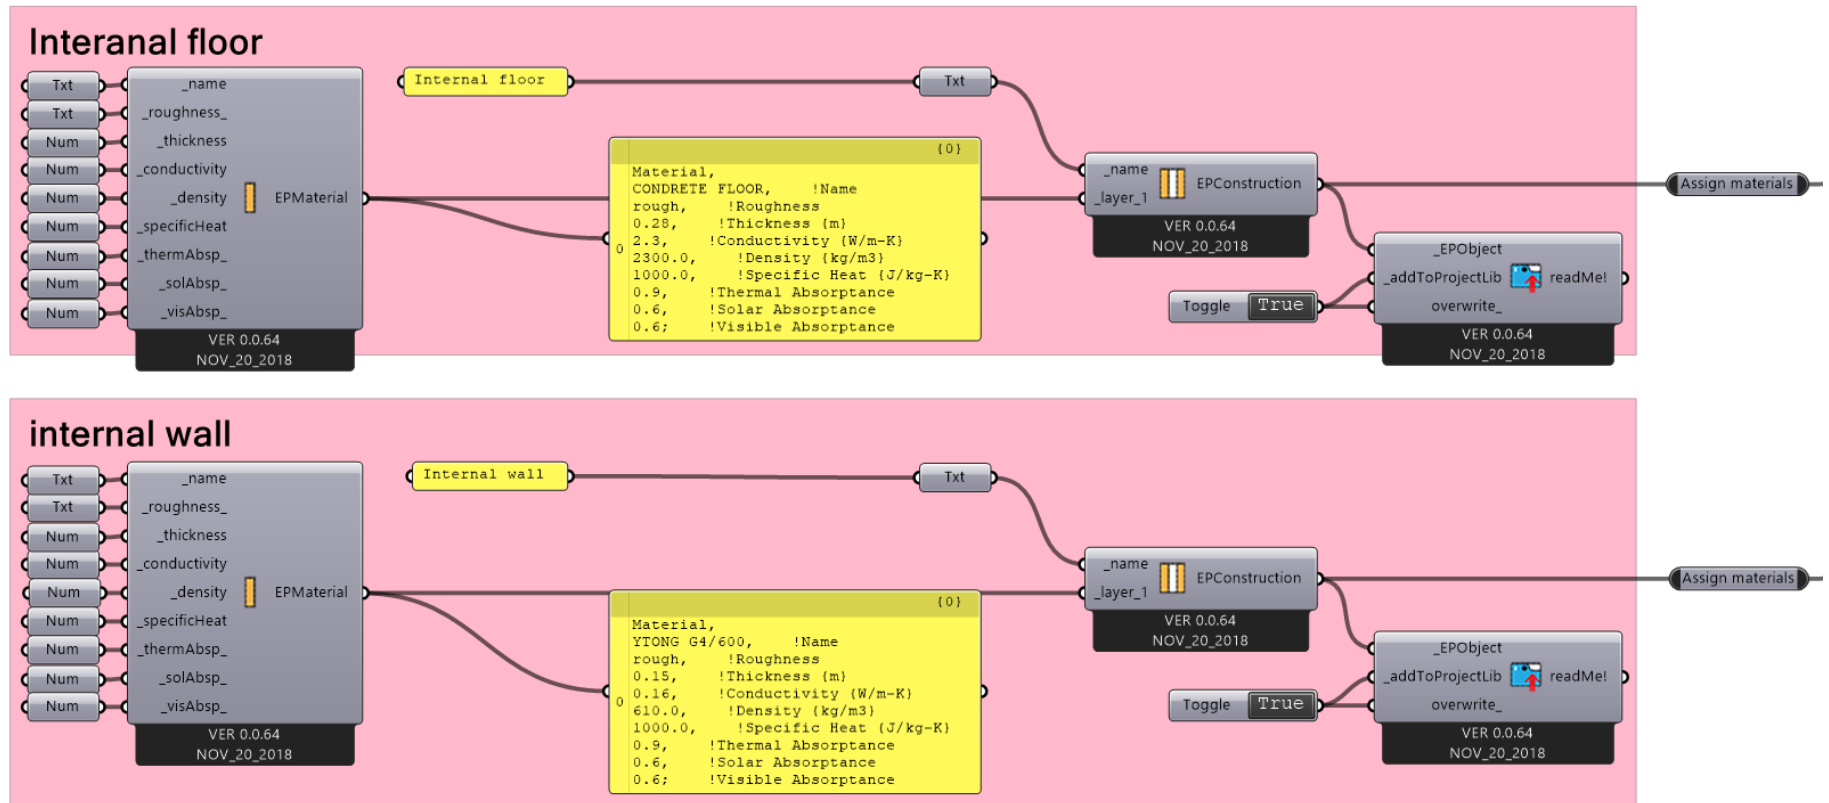 Interanal floor
Txt
Txt
Num
Num
Num
Num
Num
Num
Num
_name
_roughness_
_thickness
_conductivity
_density
_specificHeat
_thermAbsp_
_solAbsp_
_visAbsp_
EPMaterial
VER 0.0.64
NOV_20_2018
Internal floor
Txt
{0}
0
Material,
CONDRETE FLOOR, !Name
rough, !Roughness
0.28, !Thickness {m}
2.3, !Conductivity {W/m-K}
2300.0, !Density {kg/m3}
1000.0, !Specific Heat {J/kg-K}
0.9, !Thermal Absorptance
0.6, !Solar Absorptance
0.6; !Visible Absorptance
_name
_layer_1
EPConstruction
VER 0.0.64
NOV_20_2018
Assign materials
Toggle True
_EPObject
_addToProjectLib
overwrite_
readMe!
VER 0.0.64
NOV_20_2018
internal wall
Txt
Txt
Num
Num
Num
Num
Num
Num
Num
_name
_roughness_
_thickness
_conductivity
_density
_specificHeat
_thermAbsp_
_solAbsp_
_visAbsp_
EPMaterial
VER 0.0.64
NOV_20_2018
Internal wall
Txt
{0}
0
Material,
YTONG G4/600, !Name
rough, !Roughness
0.15, !Thickness {m}
0.16, !Conductivity {W/m-K}
610.0, !Density {kg/m3}
1000.0, !Specific Heat {J/kg-K}
0.9, !Thermal Absorptance
0.6, !Solar Absorptance
0.6; !Visible Absorptance
_name
_layer_1
EPConstruction
VER 0.0.64
NOV_20_2018
Assign materials
Toggle True
_EPObject
_addToProjectLib
overwrite_
readMe!
VER 0.0.64
NOV_20_2018